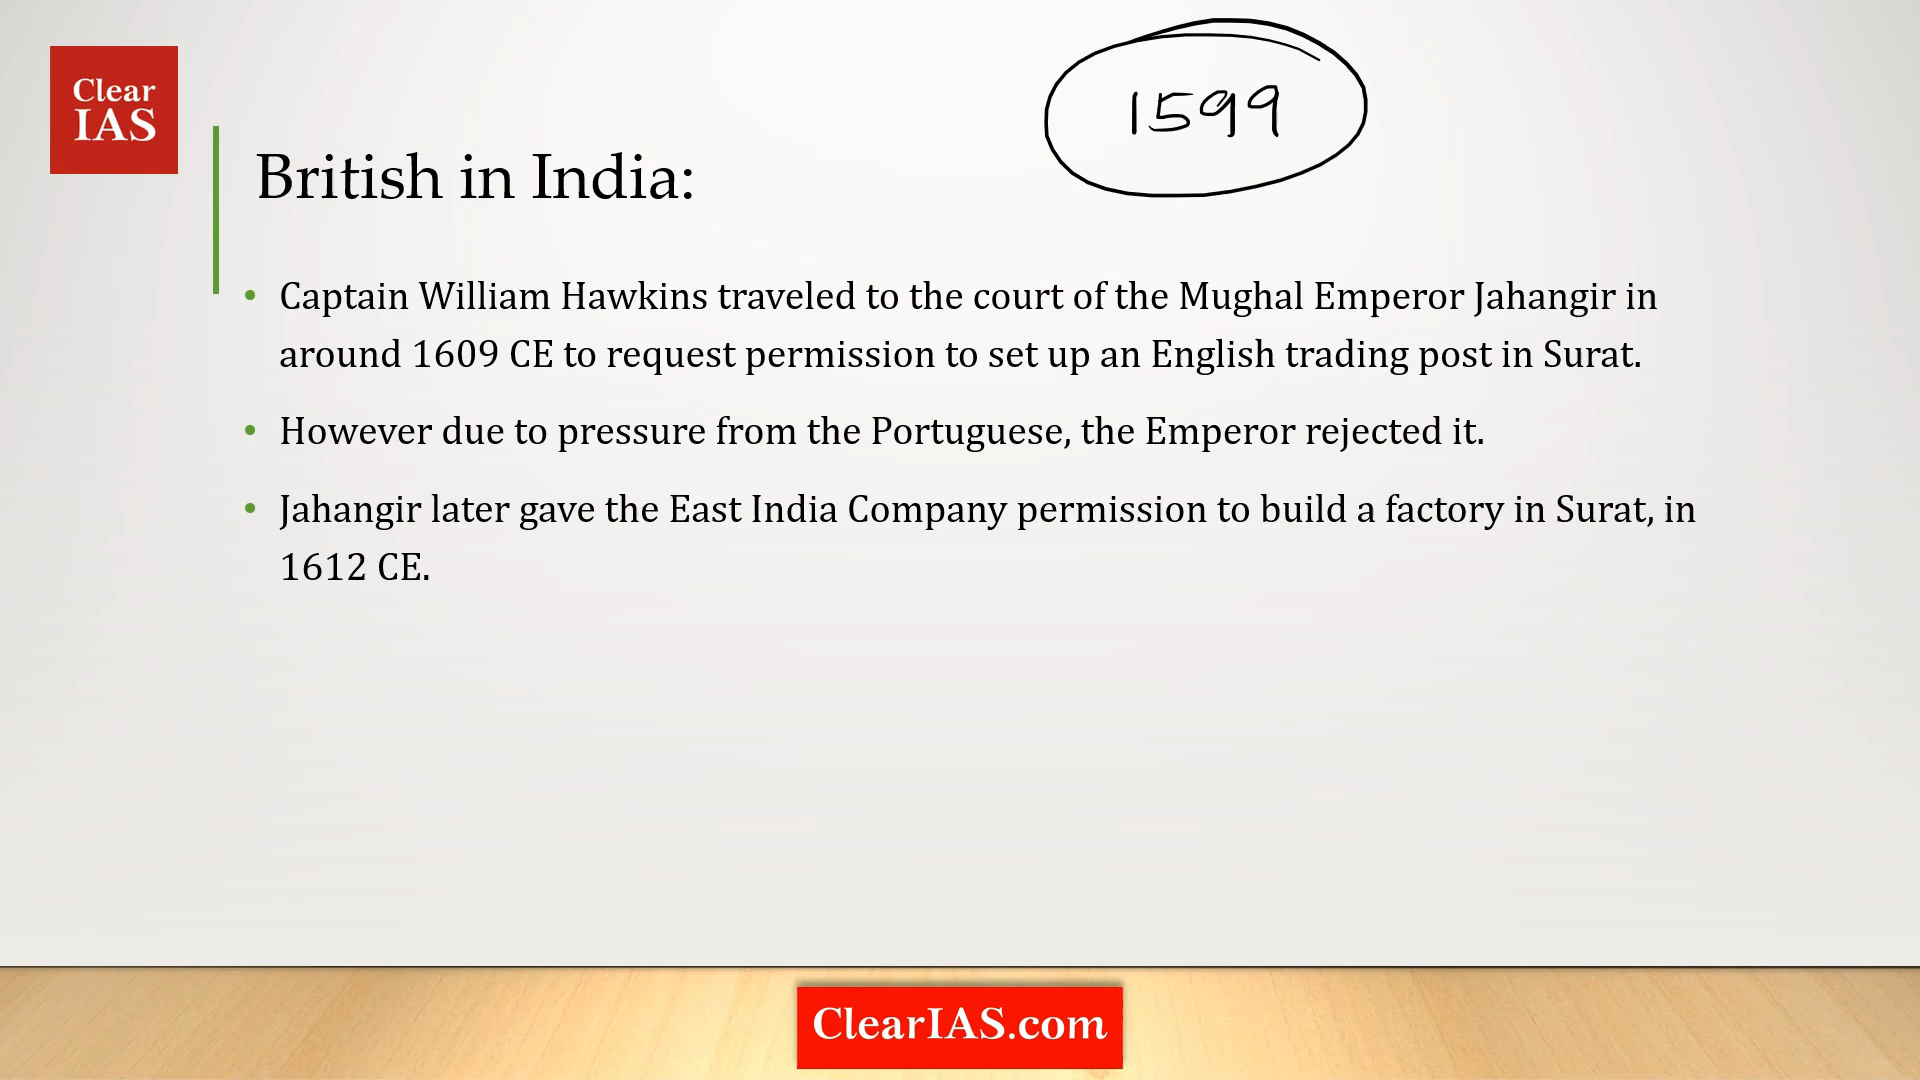 Clear
IAS
1599
British in India:
• Captain William Hawkins traveled to the court of the Mughal Emperor Jahangir in
around 1609 CE to request permission to set up an English trading post in Surat.
• However due to pressure from the Portuguese, the Emperor rejected it.
• Jahangir later gave the East India Company permission to build a factory in Surat, in
1612 CE.
ClearIAS.com